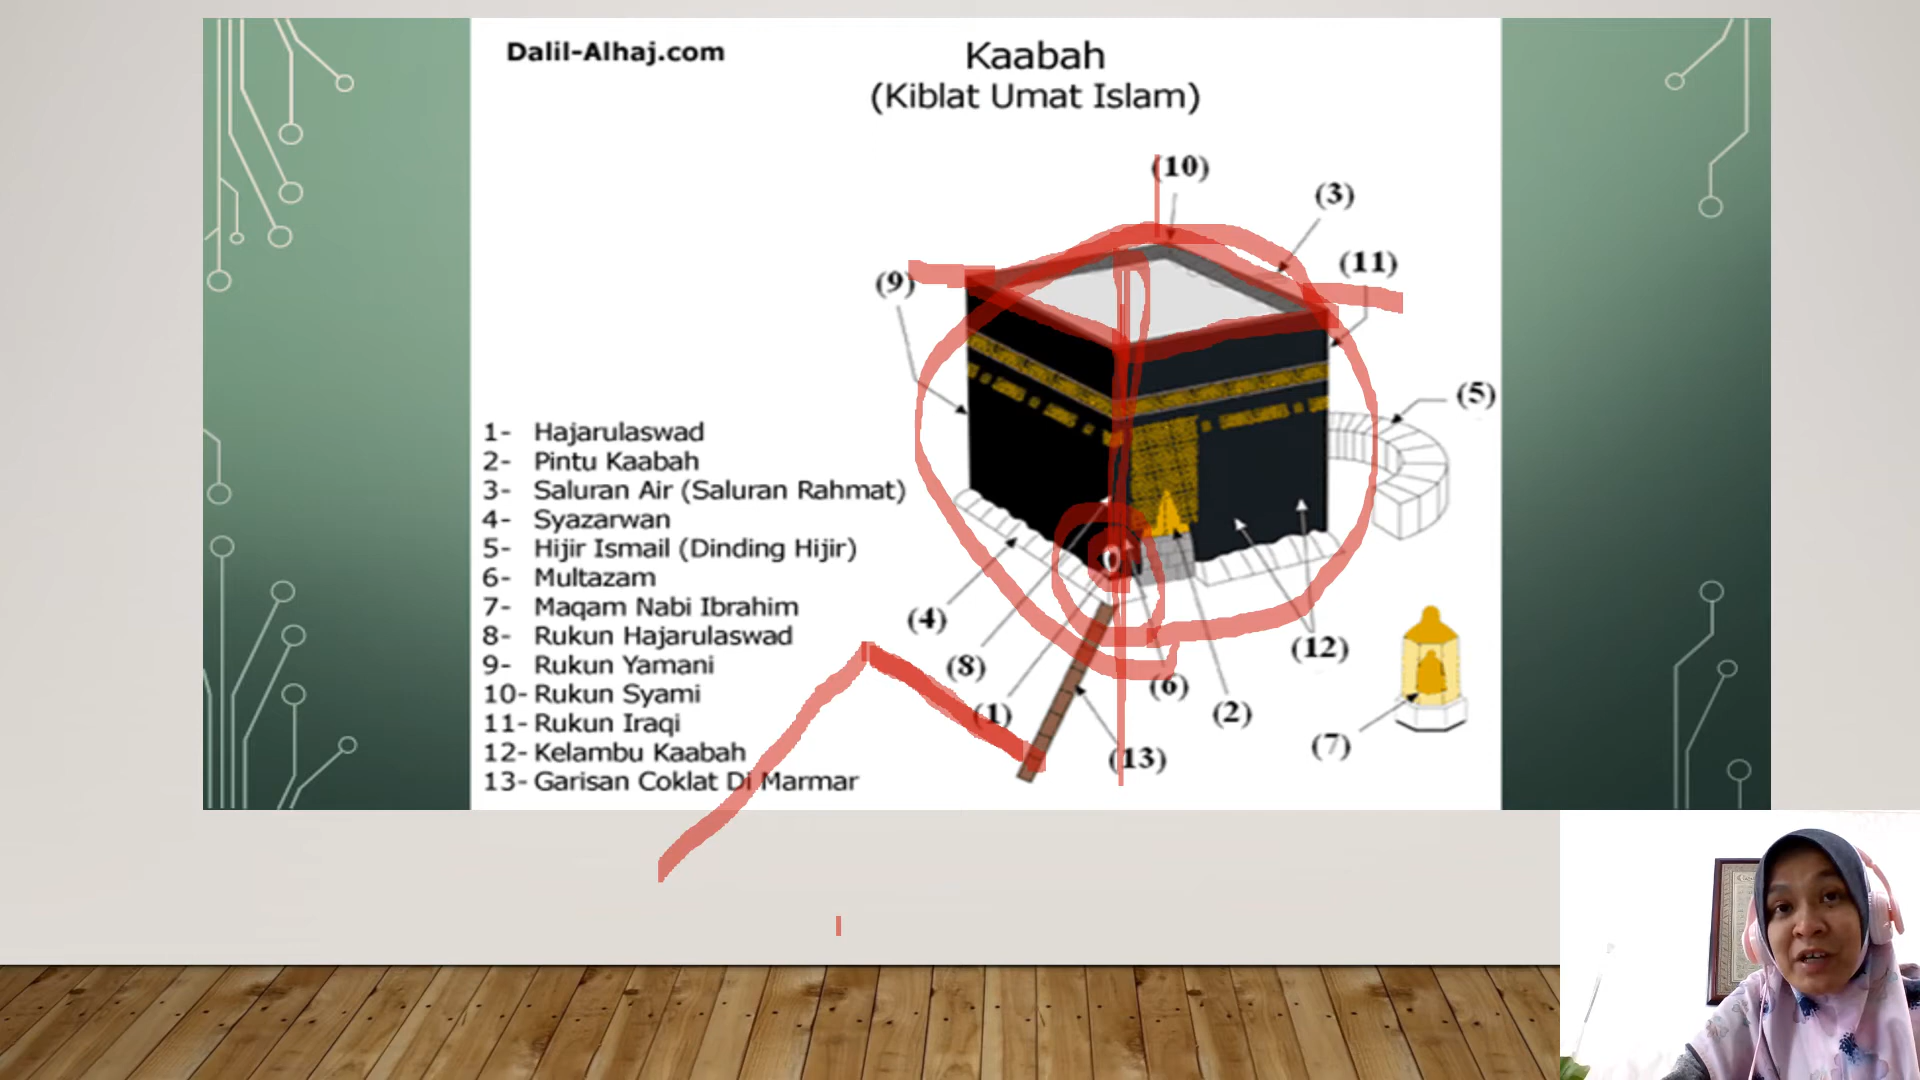 Dalil-Alhaj.com
Kaabah
(Kiblat Umat Islam)
(10)
(3)
(11)
(9)
(5)
1- Hajarulaswad
2- Pintu Kaabah
3- Saluran Air (Saluran Rahmat)
4- Syazarwan
5- Hijir Ismail (Dinding Hijir)
6- Multazam
7- Maqam Nabi Ibrahim
8- Rukun Hajarulaswad
9- Rukun Yamani
10- Rukun Syami
11- Rukun Iraqi
12- Kelambu Kaabah
13- Garisan Coklat Di Marmar
(4)
(8)
(1)
(6)
(2)
(12)
(7)
(13)